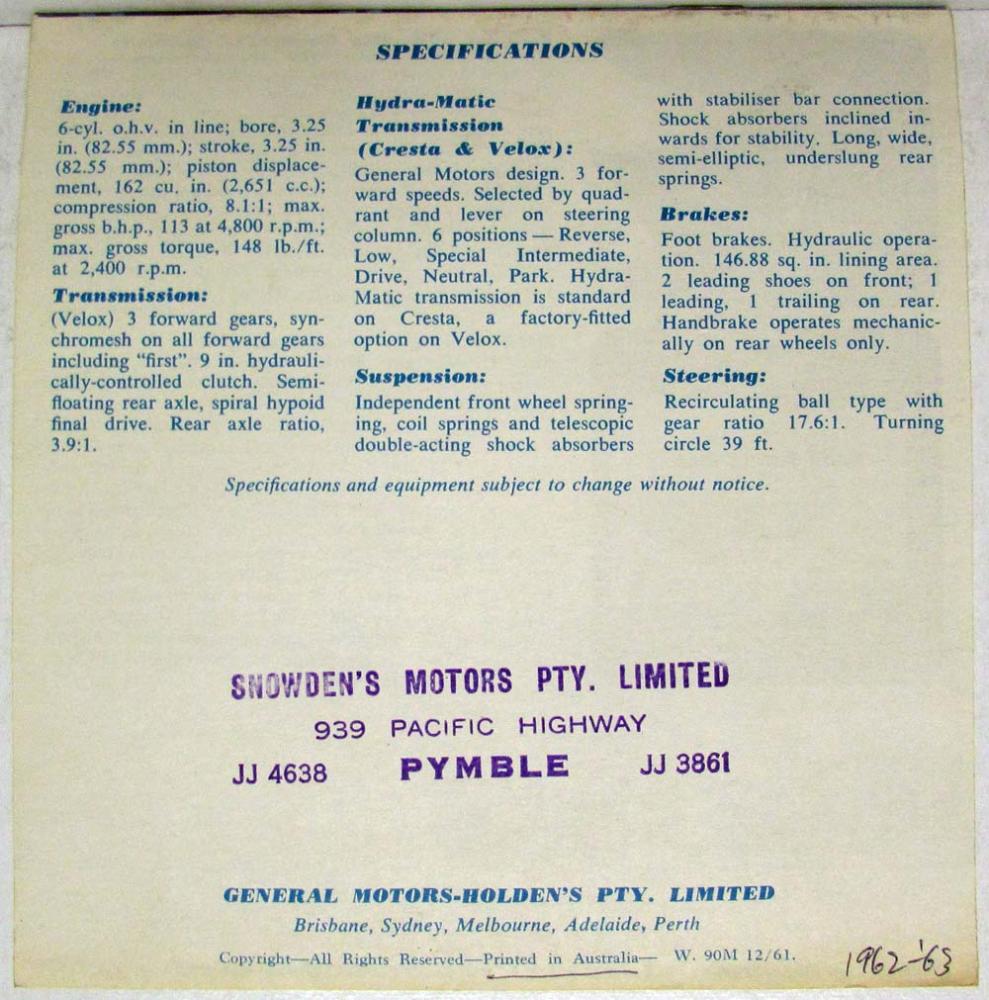 SPECIFICATIONS
Engine:
6-cyl. o.h.v. in line; bore, 3.25
in. (82.55 mm.); stroke, 3.25 in.
(82.55 mm.); piston displace-
ment, 162 cu. in. (2,651 c.c.);
compression ratio, 8.1:1; max.
gross b.h.p., 113 at 4,800 r.p.m.;
max. gross torque, 148 lb./ft.
at 2,400 r.p.m.
Transmission:
(Velox) 3 forward gears, syn-
chromesh on all forward gears
including “first”. 9 in. hydrauli-
cally-controlled clutch. Semi-
floating rear axle, spiral hypoid
final drive. Rear axle ratio,
3.9:1.
Hydra-Matic
Transmission
(Cresta & Velox):
General Motors design. 3 for-
ward speeds. Selected by quad-
rant and lever on steering
column. 6 positions — Reverse,
Low, Special Intermediate,
Drive, Neutral, Park. Hydra-
Matic transmission is standard
on Cresta, a factory-fitted
option on Velox.
Suspension:
Independent front wheel spring-
ing, coil springs and telescopic
double-acting shock absorbers
with stabiliser bar connection.
Shock absorbers inclined in-
wards for stability. Long, wide,
semi-elliptic, underslung rear
springs.
Brakes:
Foot brakes. Hydraulic opera-
tion. 146.88 sq. in. lining area.
2 leading shoes on front; 1
leading, 1 trailing on rear.
Handbrake operates mechanic-
ally on rear wheels only.
Steering:
Recirculating ball type with
gear ratio 17.6:1. Turning
circle 39 ft.
Specifications and equipment subject to change without notice.
SNOWDEN'S MOTORS PTY. LIMITED
939 PACIFIC HIGHWAY
JJ 4638 PYMBLE JJ 3861
GENERAL MOTORS-HOLDEN'S PTY. LIMITED
Brisbane, Sydney, Melbourne, Adelaide, Perth
Copyright—All Rights Reserved—Printed in Australia— W. 90M 12/61.
1962-'63